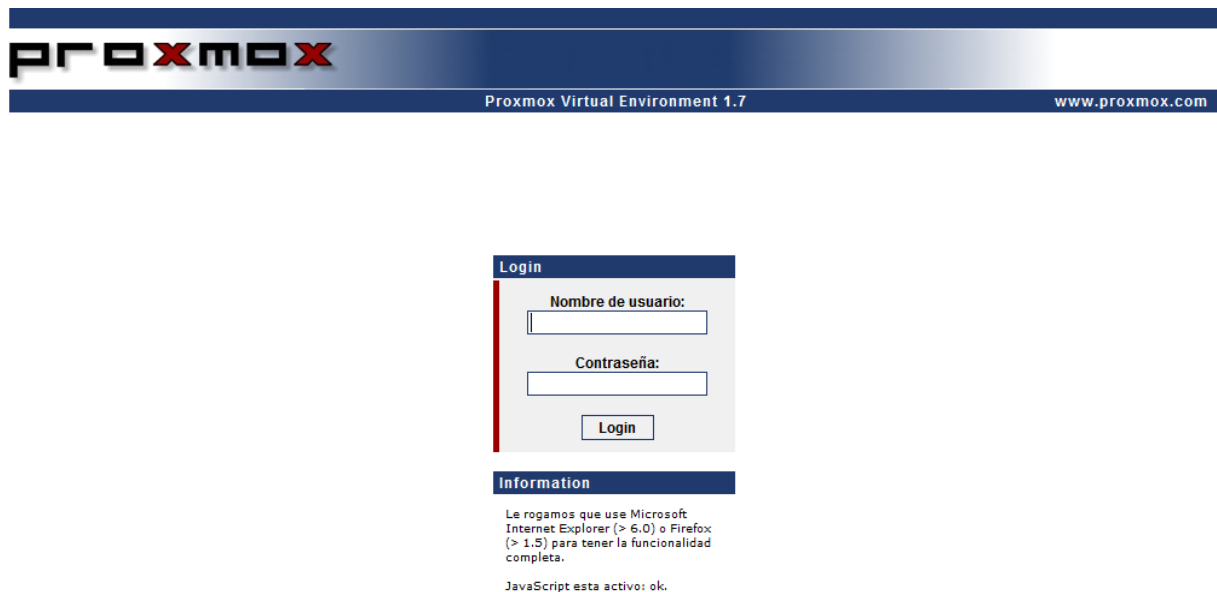 proxmox
Proxmox Virtual Environment 1.7
www.proxmox.com
Login
Nombre de usuario:
Contraseña:
Login
Information
Le rogamos que use Microsoft
Internet Explorer (> 6.0) o Firefox
(> 1.5) para tener la funcionalidad
completa.
JavaScript esta activo: ok.